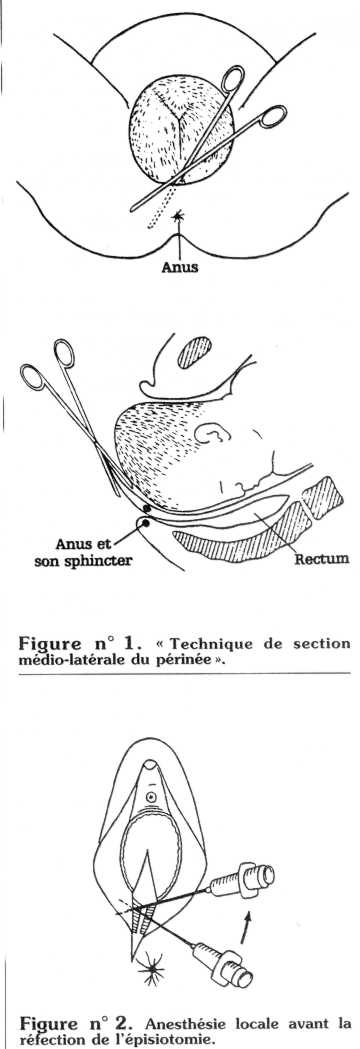 Anus
Anus et
son sphincter
Rectum
Figure n° 1. « Technique de section
médio-latérale du périnée ».
Figure n° 2. Anesthésie locale avant la
réfection de l'épisiotomie.